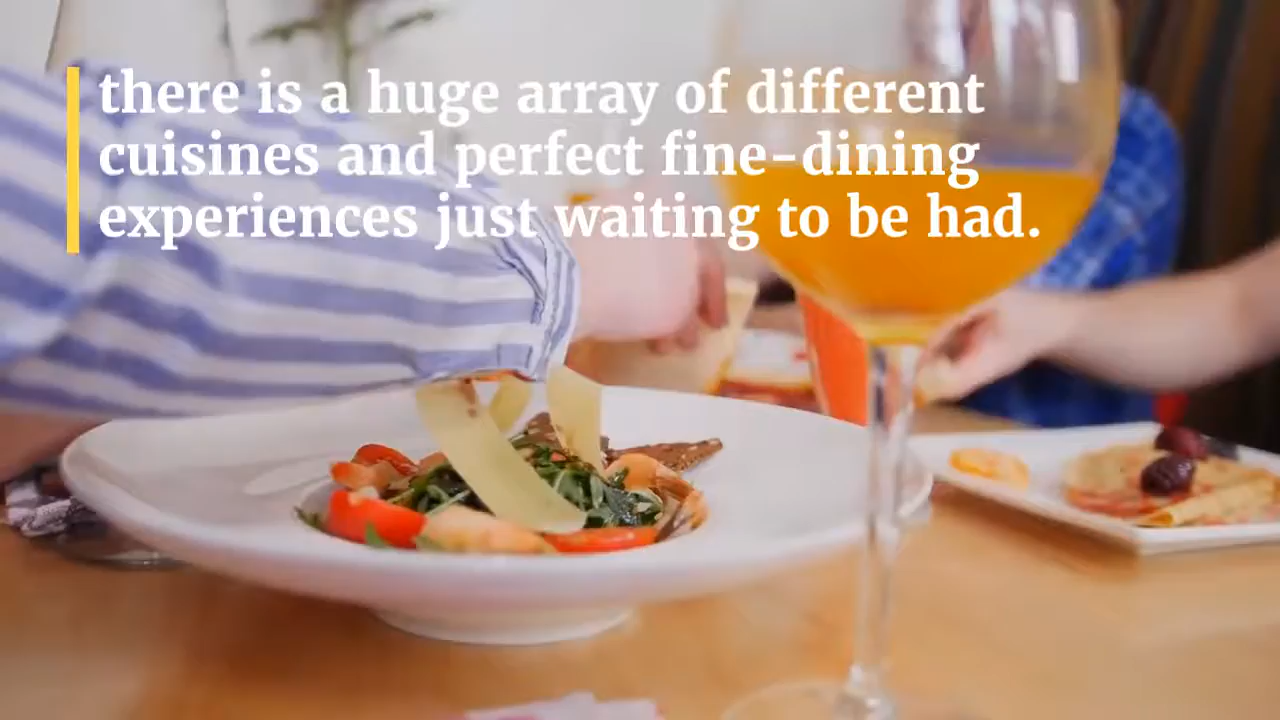 there is a huge array of different
cuisines and perfect fine-dining
experiences just waiting to be had.